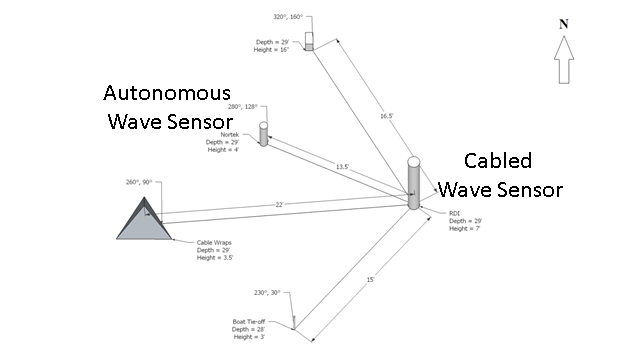 320°, 160°
N
Depth = 29'
Height = 16"
Autonomous
Wave Sensor
280°, 128°
16.5'
Nortek
Depth = 29'
Height = 4'
13.5'
Cabled
Wave Sensor
260°, 90°
22'
RDI
Depth = 29'
Height = 7'
Cable Wraps
Depth = 29'
Height = 3.5'
15'
230°, 30°
Boat Tie-off
Depth = 28'
Height = 3'